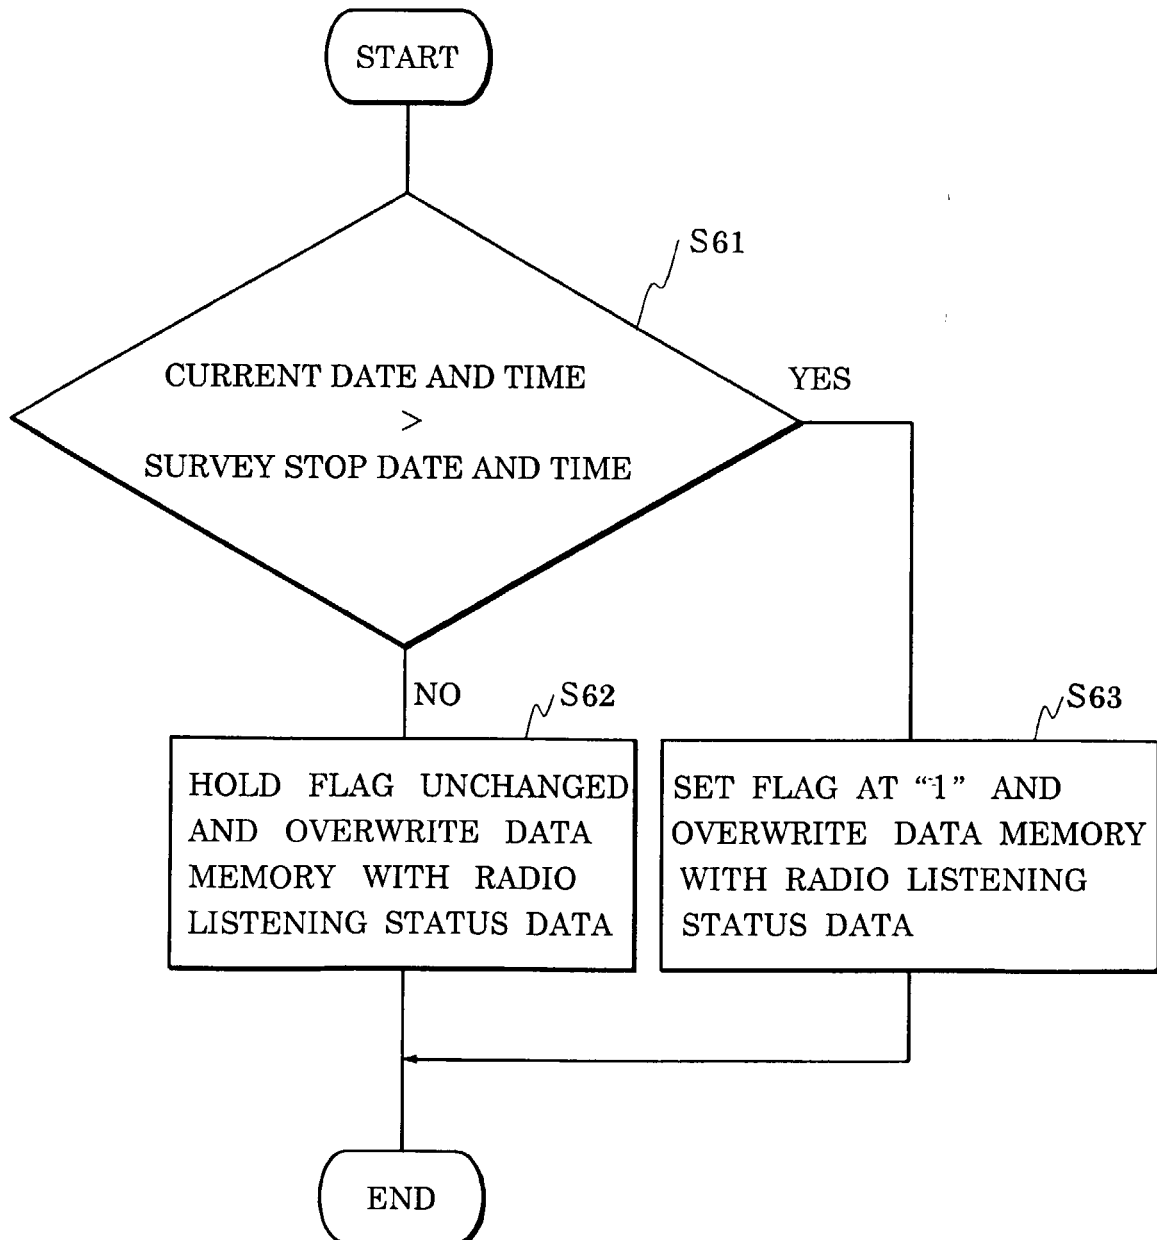 START
S61
CURRENT DATE AND TIME
>
SURVEY STOP DATE AND TIME
YES
NO
S62
HOLD FLAG UNCHANGED
AND OVERWRITE DATA
MEMORY WITH RADIO
LISTENING STATUS DATA
S63
SET FLAG AT “1” AND
OVERWRITE DATA MEMORY
WITH RADIO LISTENING
STATUS DATA
END